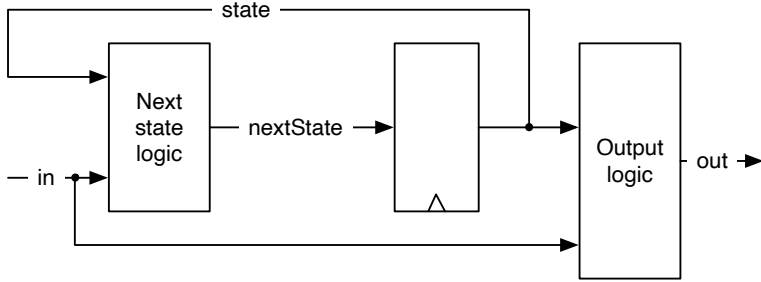 state
Next
state
logic
nextState
in
Output
logic
out